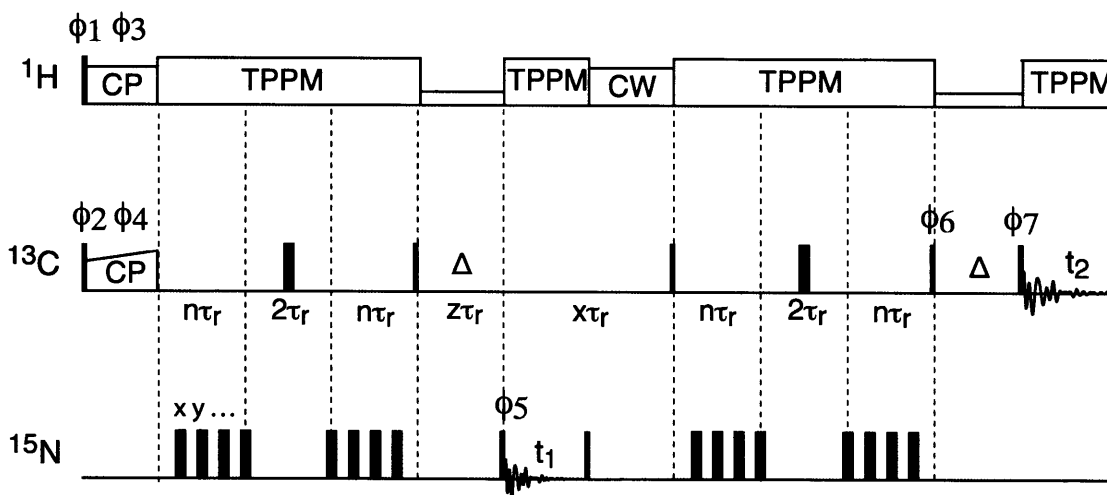 ϕ1 ϕ3
¹H CP TPPM TPPM CW TPPM TPPM
ϕ2 ϕ4 ϕ6 ϕ7
¹³C CP Δ Δ t₂
nτᵣ 2τᵣ nτᵣ zτᵣ xτᵣ nτᵣ 2τᵣ nτᵣ
x y ... ϕ5
¹⁵N t₁